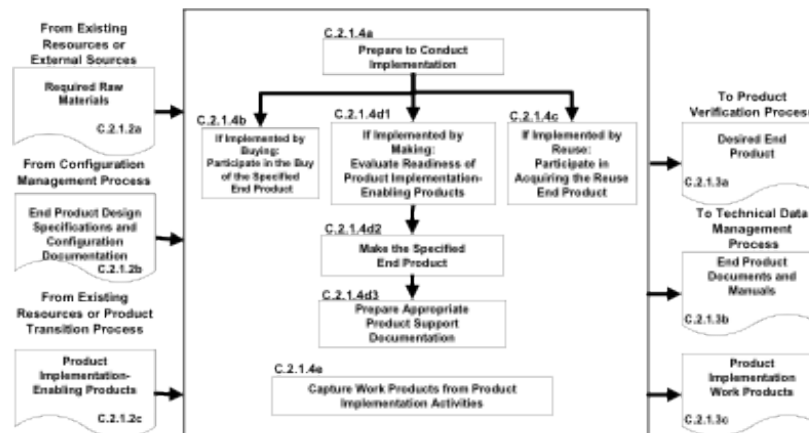 From Existing
Resources or
External Sources
Required Raw
Materials
C.2.1.2a
From Configuration
Management Process
End Product Design
Specifications and
Configuration
Documentation
C.2.1.2b
From Existing
Resources or Product
Transition Process
Product
Implementation-
Enabling Products
C.2.1.2c
C.2.1.4a
Prepare to Conduct
Implementation
C.2.1.4b
If Implemented by
Buying:
Participate in the Buy
of the Specified
End Product
C.2.1.4d1
If Implemented by
Making:
Evaluate Readiness of
Product Implementation-
Enabling Products
C.2.1.4c
If Implemented by
Reuse:
Participate in
Acquiring the Reuse
End Product
C.2.1.4d2
Make the Specified
End Product
C.2.1.4d3
Prepare Appropriate
Product Support
Documentation
C.2.1.4e
Capture Work Products from Product
Implementation Activities
To Product
Verification Process
Desired End
Product
C.2.1.3a
To Technical Data
Management
Process
End Product
Documents and
Manuals
C.2.1.3b
Product
Implementation
Work Products
C.2.1.3c